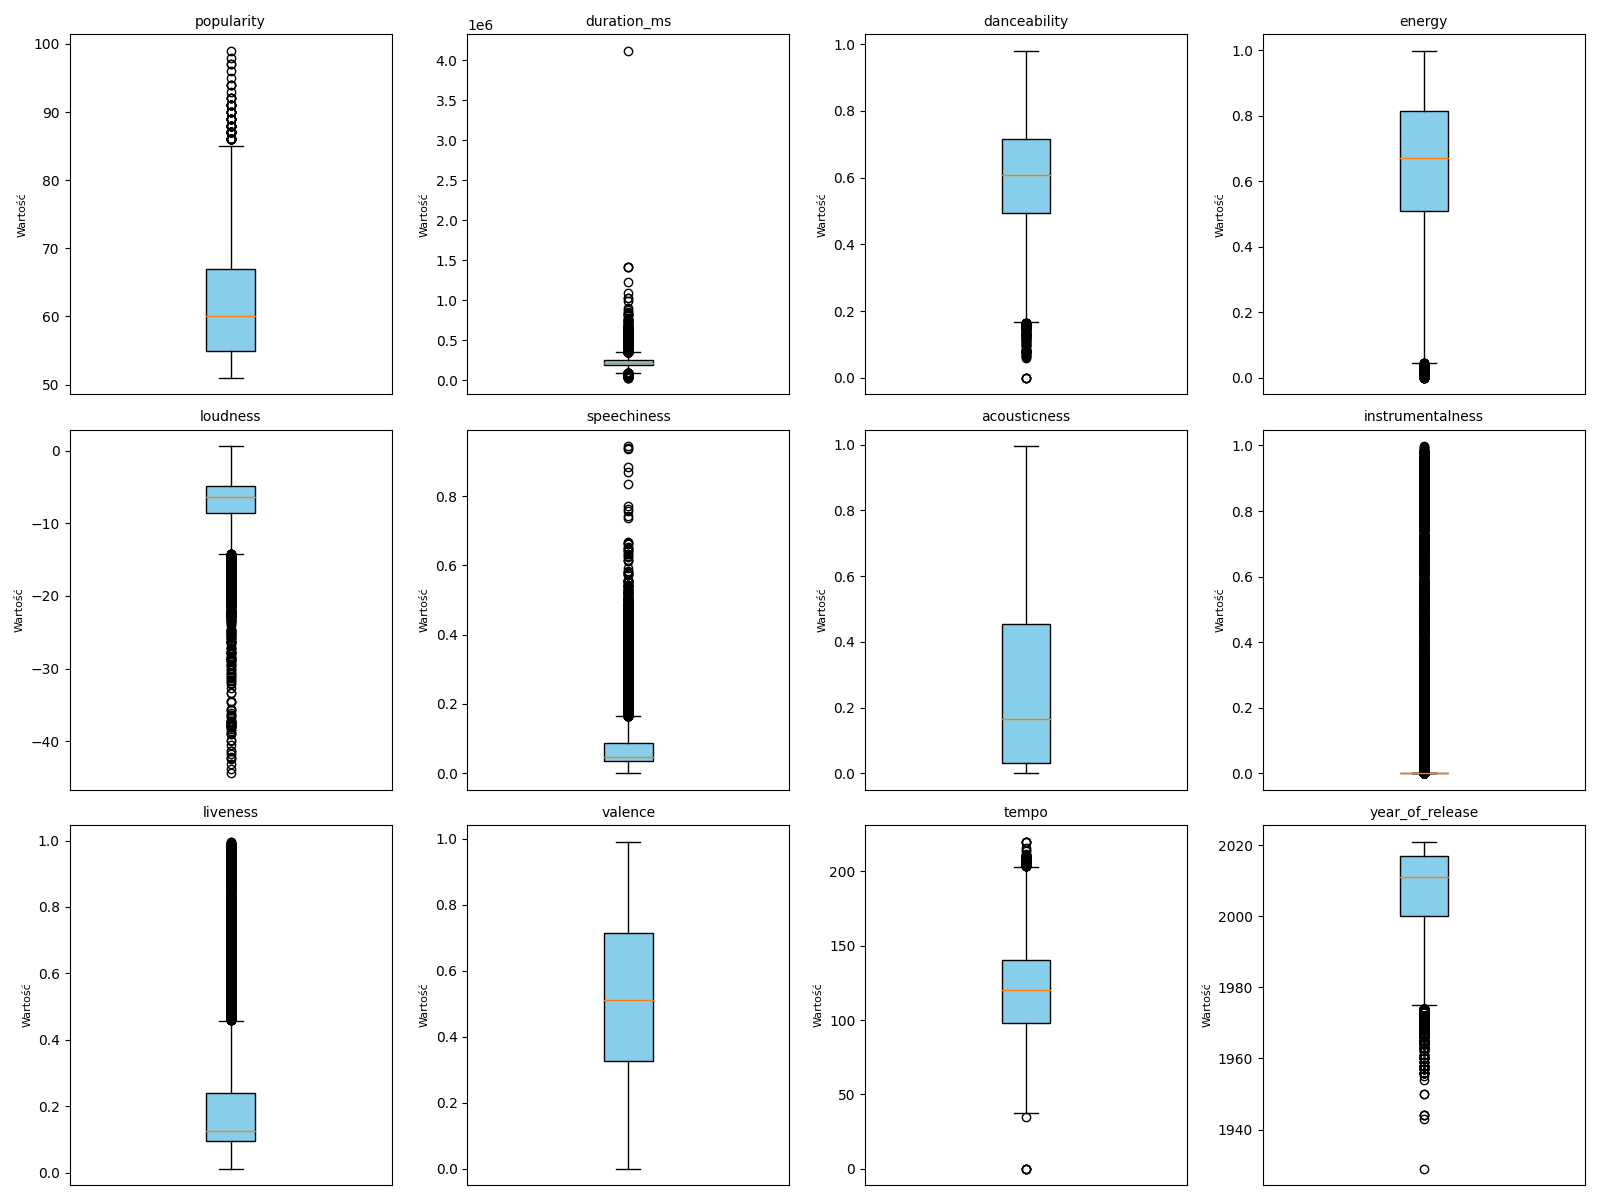 popularity
100
90
80
70
60
50
Wartość
duration_ms
1e6
4.0
3.5
3.0
2.5
2.0
1.5
1.0
0.5
0.0
Wartość
danceability
1.0
0.8
0.6
0.4
0.2
0.0
Wartość
energy
1.0
0.8
0.6
0.4
0.2
0.0
Wartość
loudness
0
−10
−20
−30
−40
Wartość
speechiness
0.8
0.6
0.4
0.2
0.0
Wartość
acousticness
1.0
0.8
0.6
0.4
0.2
0.0
Wartość
instrumentalness
1.0
0.8
0.6
0.4
0.2
0.0
Wartość
liveness
1.0
0.8
0.6
0.4
0.2
0.0
Wartość
valence
1.0
0.8
0.6
0.4
0.2
0.0
Wartość
tempo
200
150
100
50
0
Wartość
year_of_release
2020
2000
1980
1960
1940
Wartość